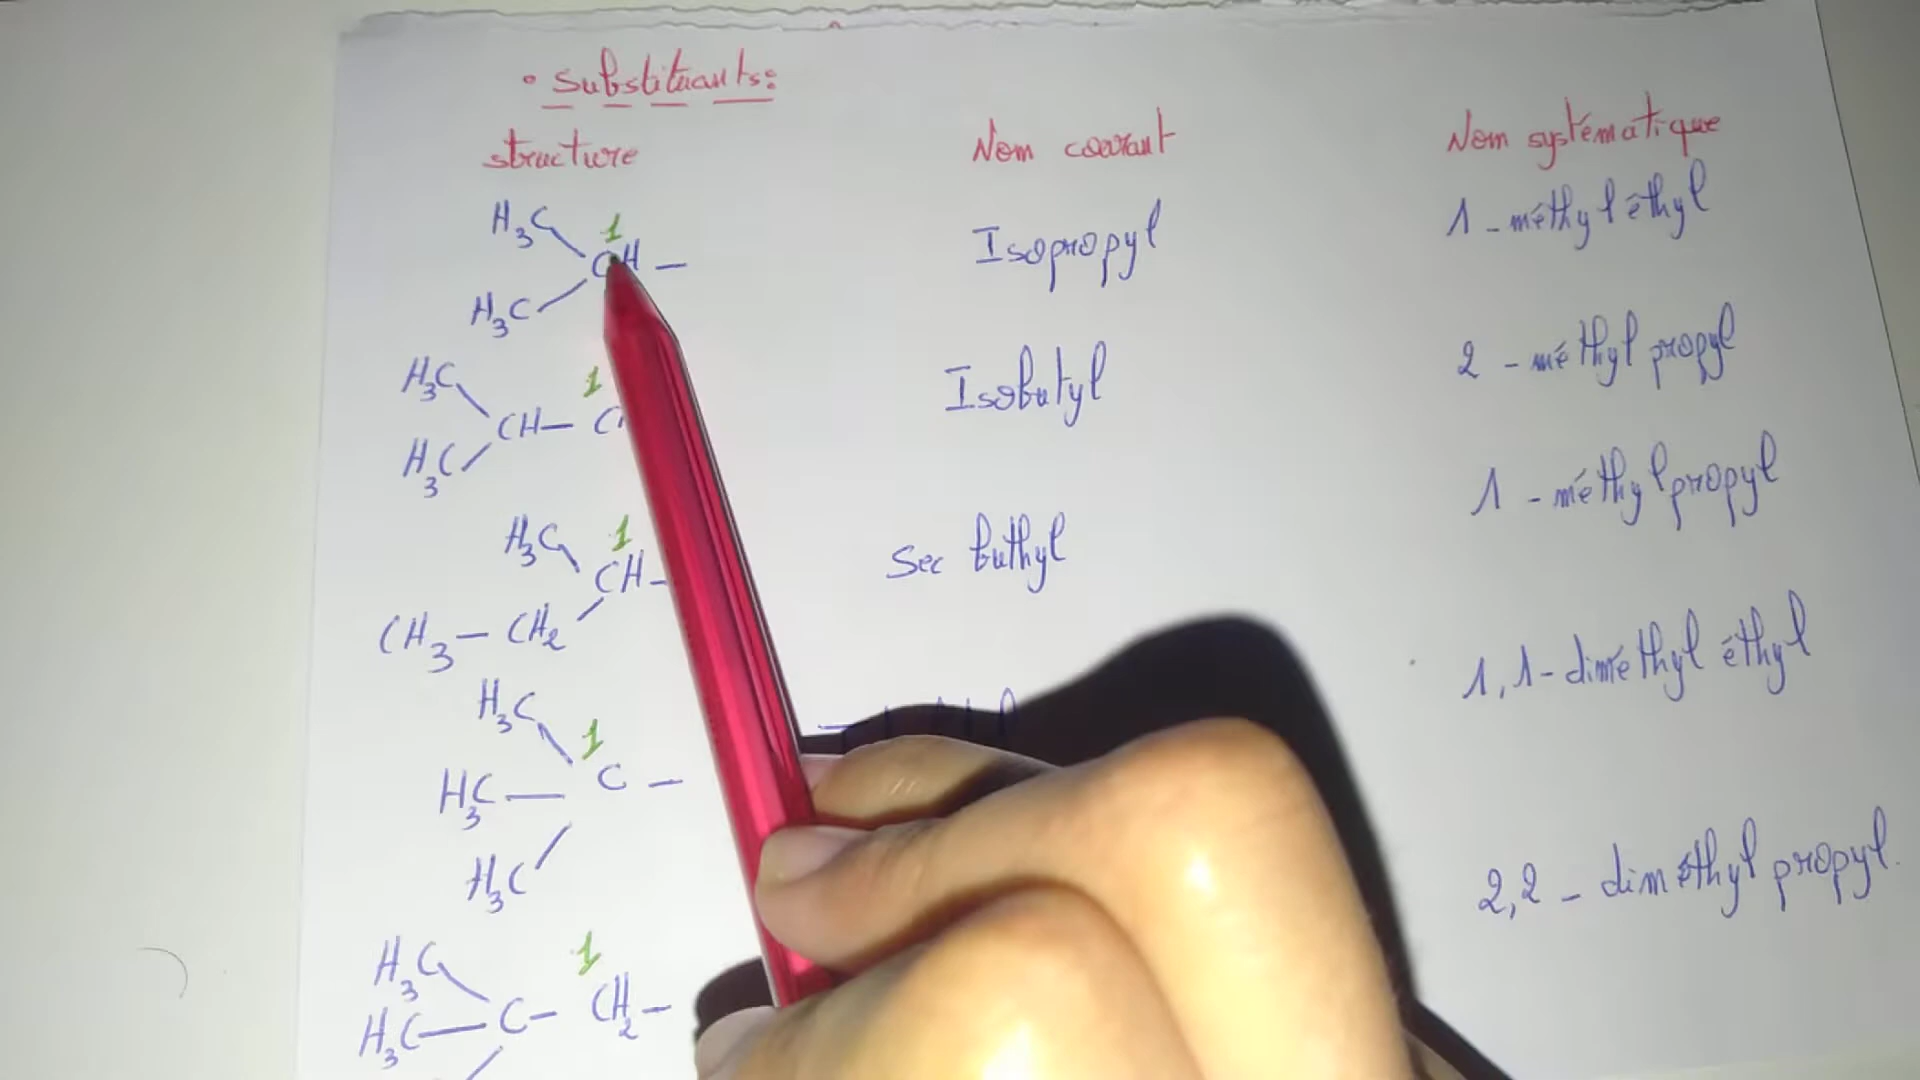 • Substituants:
structure Nom courant Nom systématique
H3C
1
CH —
H3C
Isopropyl
1 - méthyl éthyl
H3C
1
CH —
H3C
Isobutyl
2 - méthyl propyl
H3C
1
CH -
CH3 — CH2
Sec buthyl
1 - méthyl propyl
H3C
1
H3C — C —
H3C
1,1 - diméthyl éthyl
H3C
1
H3C — C — CH2 —
2,2 - diméthyl propyl.